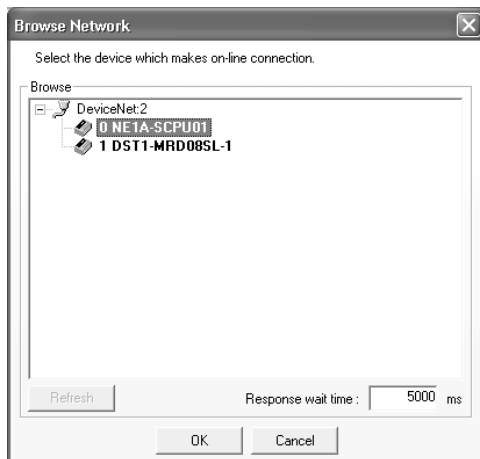 Browse Network
Select the device which makes on-line connection.
Browse
DeviceNet:2
0 NE1A-SCPU01
1 DST1-MRD08SL-1
Refresh
Response wait time : 5000 ms
OK Cancel